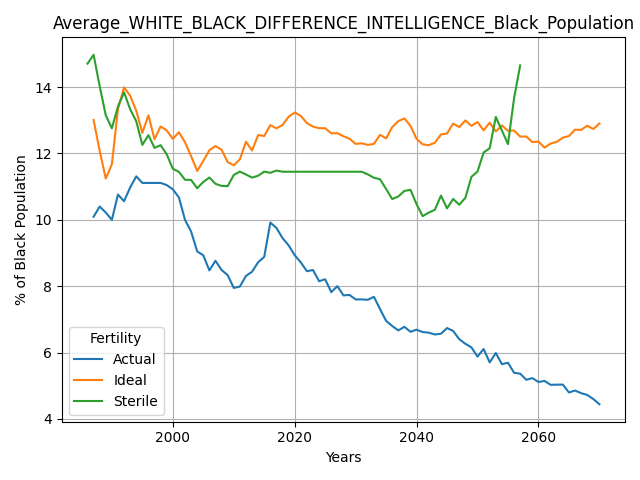 Average_WHITE_BLACK_DIFFERENCE_INTELLIGENCE_Black_Population
14
12
10
8
6
4
% of Black Population
Fertility
Actual
Ideal
Sterile
2000 2020 2040 2060
Years